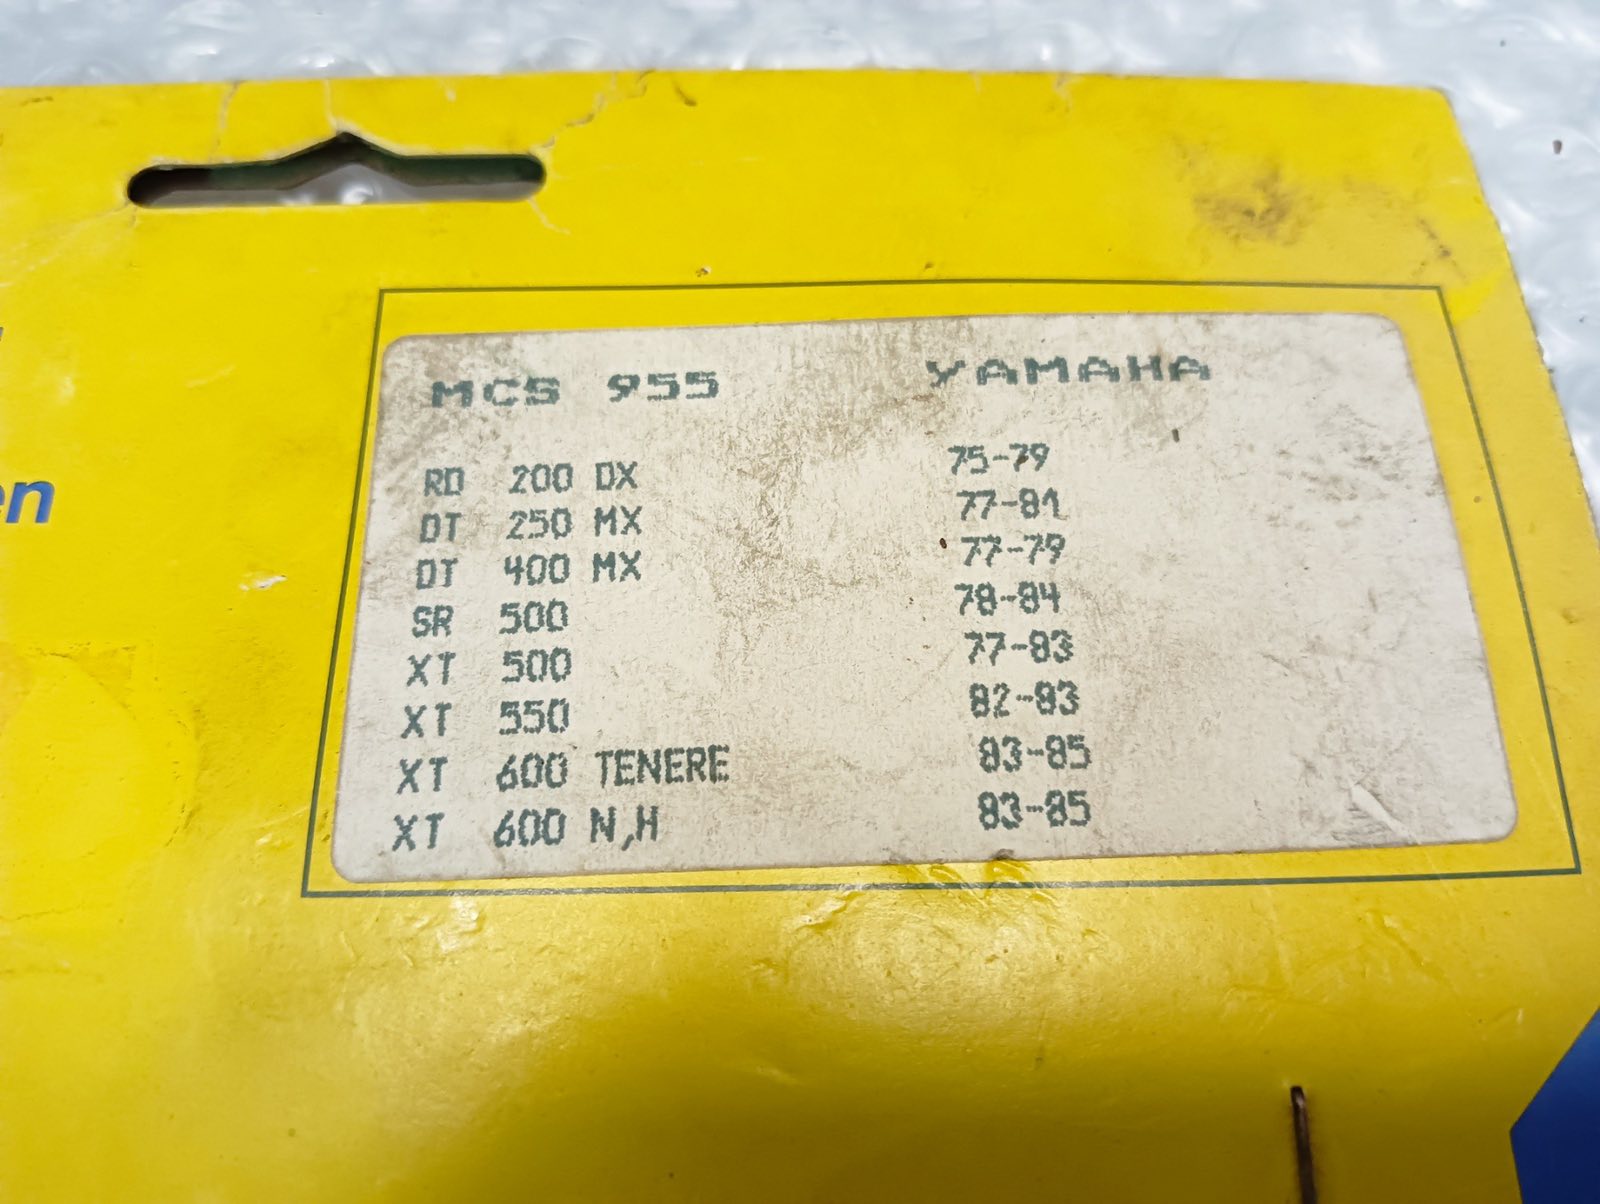 en
MCS 955 YAMAHA
RD 200 DX 75-79
DT 250 MX 77-81
DT 400 MX 77-79
SR 500 78-84
XT 500 77-83
XT 550 82-83
XT 600 TENERE 83-85
XT 600 N,H 83-85